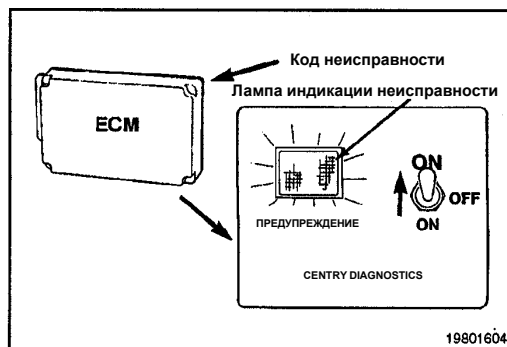 Код неисправности
Лампа индикации неисправности
ECM
ON
OFF
ПРЕДУПРЕЖДЕНИЕ
ON
CENTRY DIAGNOSTICS
19801604